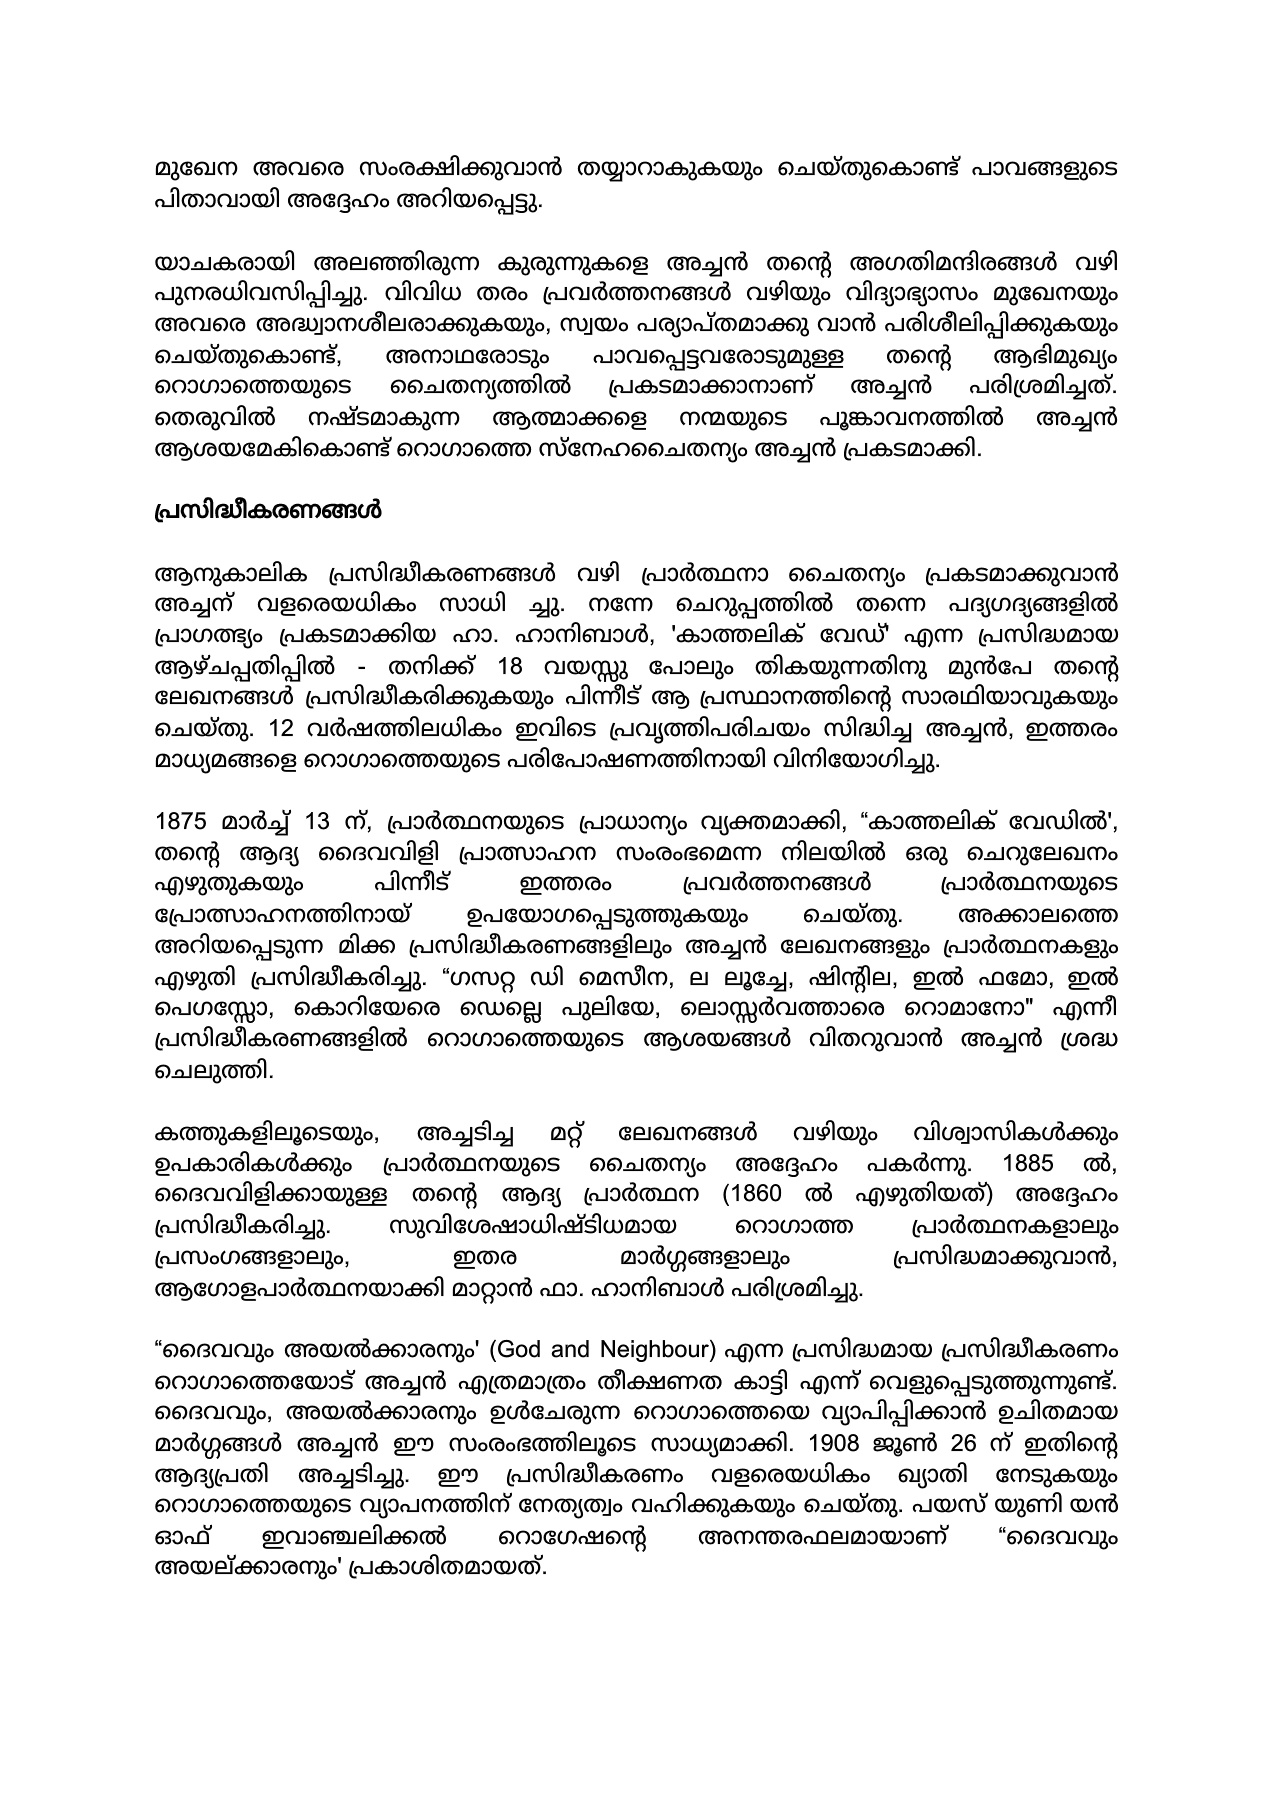 മുഖേന അവരെ സംരക്ഷിക്കുവാൻ തയ്യാറാകുകയും ചെയ്തുകൊണ്ട് പാവങ്ങളുടെ
പിതാവായി അദ്ദേഹം അറിയപ്പെട്ടു.
യാചകരായി അലഞ്ഞിരുന്ന കുരുന്നുകളെ അച്ചൻ തന്റെ അഗതിമന്ദിരങ്ങൾ വഴി
പുനരധിവസിപ്പിച്ചു. വിവിധ തരം പ്രവർത്തനങ്ങൾ വഴിയും വിദ്യാഭ്യാസം മുഖേനയും
അവരെ അദ്ധ്വാനശീലരാക്കുകയും, സ്വയം പര്യാപ്തമാക്കു വാൻ പരിശീലിപ്പിക്കുകയും
ചെയ്തുകൊണ്ട്, അനാഥരോടും പാവപ്പെട്ടവരോടുമുള്ള തന്റെ ആഭിമുഖ്യം
റൊഗാത്തെയുടെ ചൈതന്യത്തിൽ പ്രകടമാക്കാനാണ് അച്ചൻ പരിശ്രമിച്ചത്.
തെരുവിൽ നഷ്ടമാകുന്ന ആത്മാക്കളെ നന്മയുടെ പൂങ്കാവനത്തിൽ അച്ചൻ
ആശയമേകികൊണ്ട് റൊഗാത്തെ സ്നേഹചൈതന്യം അച്ചൻ പ്രകടമാക്കി.
പ്രസിദ്ധീകരണങ്ങൾ
ആനുകാലിക പ്രസിദ്ധീകരണങ്ങൾ വഴി പ്രാർത്ഥനാ ചൈതന്യം പ്രകടമാക്കുവാൻ
അച്ചന് വളരെയധികം സാധി ച്ചു. നന്നേ ചെറുപ്പത്തിൽ തന്നെ പദ്യഗദ്യങ്ങളിൽ
പ്രാഗത്ഭ്യം പ്രകടമാക്കിയ ഹാ. ഹാനിബാൾ, 'കാത്തലിക് വേഡ്' എന്ന പ്രസിദ്ധമായ
ആഴ്ചപ്പതിപ്പിൽ - തനിക്ക് 18 വയസ്സു പോലും തികയുന്നതിനു മുൻപേ തന്റെ
ലേഖനങ്ങൾ പ്രസിദ്ധീകരിക്കുകയും പിന്നീട് ആ പ്രസ്ഥാനത്തിന്റെ സാരഥിയാവുകയും
ചെയ്തു. 12 വർഷത്തിലധികം ഇവിടെ പ്രവൃത്തിപരിചയം സിദ്ധിച്ച അച്ചൻ, ഇത്തരം
മാധ്യമങ്ങളെ റൊഗാത്തെയുടെ പരിപോഷണത്തിനായി വിനിയോഗിച്ചു.
1875 മാർച്ച് 13 ന്, പ്രാർത്ഥനയുടെ പ്രാധാന്യം വ്യക്തമാക്കി, “കാത്തലിക് വേഡിൽ',
തന്റെ ആദ്യ ദൈവവിളി പ്രാത്സാഹന സംരംഭമെന്ന നിലയിൽ ഒരു ചെറുലേഖനം
എഴുതുകയും പിന്നീട് ഇത്തരം പ്രവർത്തനങ്ങൾ പ്രാർത്ഥനയുടെ
പ്രോത്സാഹനത്തിനായ് ഉപയോഗപ്പെടുത്തുകയും ചെയ്തു. അക്കാലത്തെ
അറിയപ്പെടുന്ന മിക്ക പ്രസിദ്ധീകരണങ്ങളിലും അച്ചൻ ലേഖനങ്ങളും പ്രാർത്ഥനകളും
എഴുതി പ്രസിദ്ധീകരിച്ചു. “ഗസറ്റ ഡി മെസീന, ല ലൂച്ചേ, ഷിന്റില, ഇൽ ഫമോ, ഇൽ
പെഗസ്സോ, കൊറിയേരെ ഡെല്ലെ പുലിയേ, ലൊസ്സർവത്താരെ റൊമാനോ" എന്നീ
പ്രസിദ്ധീകരണങ്ങളിൽ റൊഗാത്തെയുടെ ആശയങ്ങൾ വിതറുവാൻ അച്ചൻ ശ്രദ്ധ
ചെലുത്തി.
കത്തുകളിലൂടെയും, അച്ചടിച്ച മറ്റ് ലേഖനങ്ങൾ വഴിയും വിശ്വാസികൾക്കും
ഉപകാരികൾക്കും പ്രാർത്ഥനയുടെ ചൈതന്യം അദ്ദേഹം പകർന്നു. 1885 ൽ,
ദൈവവിളിക്കായുള്ള തന്റെ ആദ്യ പ്രാർത്ഥന (1860 ൽ എഴുതിയത്) അദ്ദേഹം
പ്രസിദ്ധീകരിച്ചു. സുവിശേഷാധിഷ്ടിധമായ റൊഗാത്ത പ്രാർത്ഥനകളാലും
പ്രസംഗങ്ങളാലും, ഇതര മാർഗ്ഗങ്ങളാലും പ്രസിദ്ധമാക്കുവാൻ,
ആഗോളപാർത്ഥനയാക്കി മാറ്റാൻ ഫാ. ഹാനിബാൾ പരിശ്രമിച്ചു.
“ദൈവവും അയൽക്കാരനും' (God and Neighbour) എന്ന പ്രസിദ്ധമായ പ്രസിദ്ധീകരണം
റൊഗാത്തെയോട് അച്ചൻ എത്രമാത്രം തീക്ഷണത കാട്ടി എന്ന് വെളുപ്പെടുത്തുന്നുണ്ട്.
ദൈവവും, അയൽക്കാരനും ഉൾചേരുന്ന റൊഗാത്തെയെ വ്യാപിപ്പിക്കാൻ ഉചിതമായ
മാർഗ്ഗങ്ങൾ അച്ചൻ ഈ സംരംഭത്തിലൂടെ സാധ്യമാക്കി. 1908 ജൂൺ 26 ന് ഇതിന്റെ
ആദ്യപ്രതി അച്ചടിച്ചു. ഈ പ്രസിദ്ധീകരണം വളരെയധികം ഖ്യാതി നേടുകയും
റൊഗാത്തെയുടെ വ്യാപനത്തിന് നേത്യത്വം വഹിക്കുകയും ചെയ്തു. പയസ് യുണി യൻ
ഓഫ് ഇവാഞ്ചലിക്കൽ റൊഗേഷന്റെ അനന്തരഫലമായാണ് “ദൈവവും
അയല്ക്കാരനും' പ്രകാശിതമായത്.